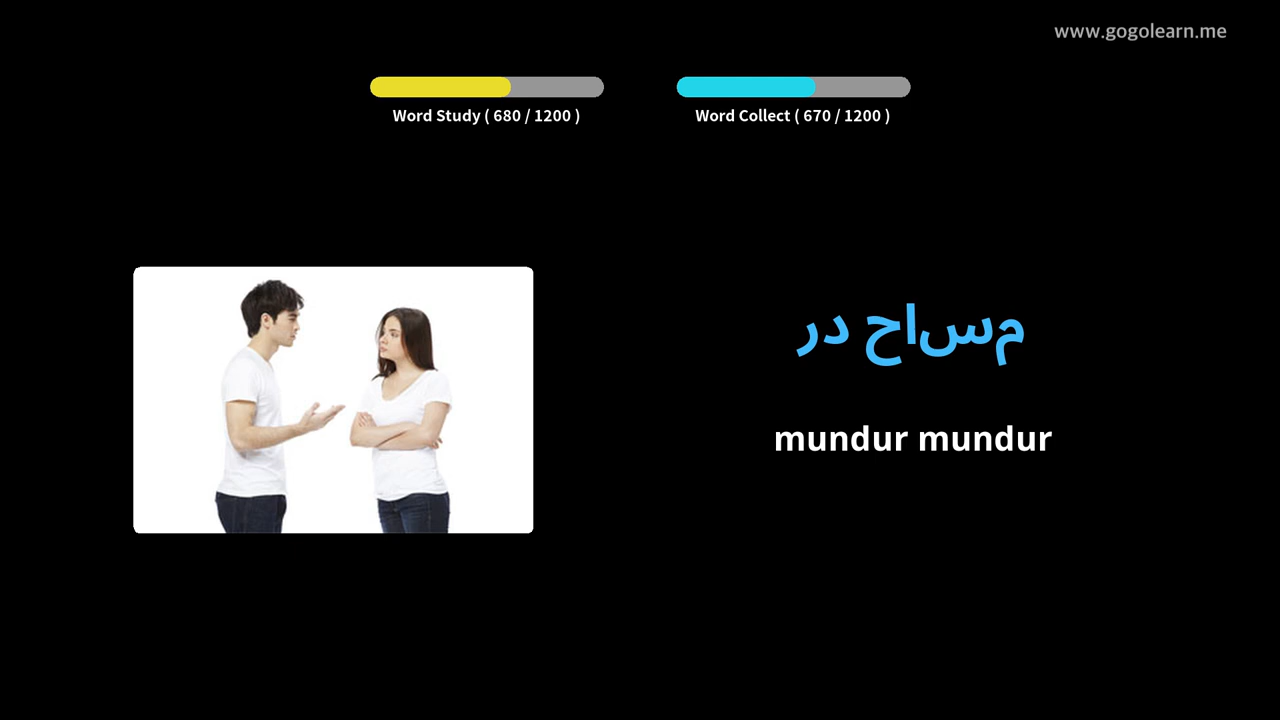 www.gogolearn.me
Word Study ( 680 / 1200 )
Word Collect ( 670 / 1200 )
مساح در
mundur mundur